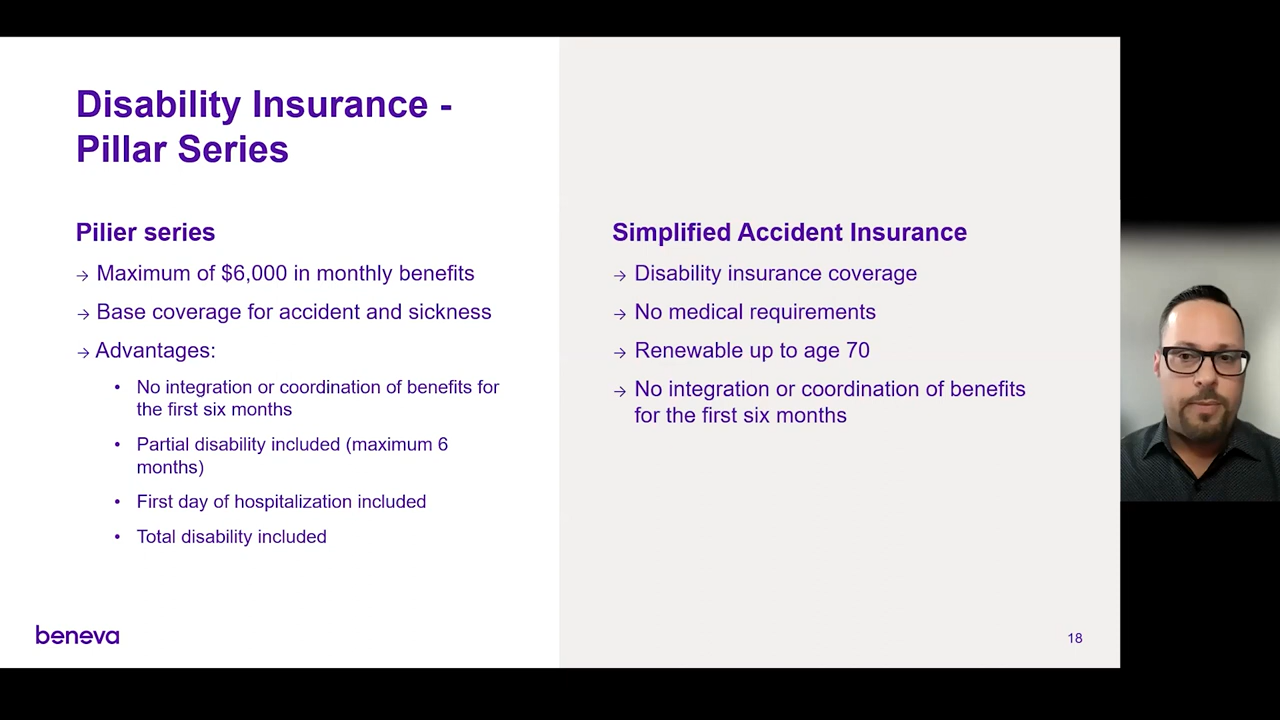 Disability Insurance -
Pillar Series
Pilier series
→ Maximum of $6,000 in monthly benefits
→ Base coverage for accident and sickness
→ Advantages:
• No integration or coordination of benefits for
the first six months
• Partial disability included (maximum 6
months)
• First day of hospitalization included
• Total disability included
Simplified Accident Insurance
→ Disability insurance coverage
→ No medical requirements
→ Renewable up to age 70
→ No integration or coordination of benefits
for the first six months
beneva
18